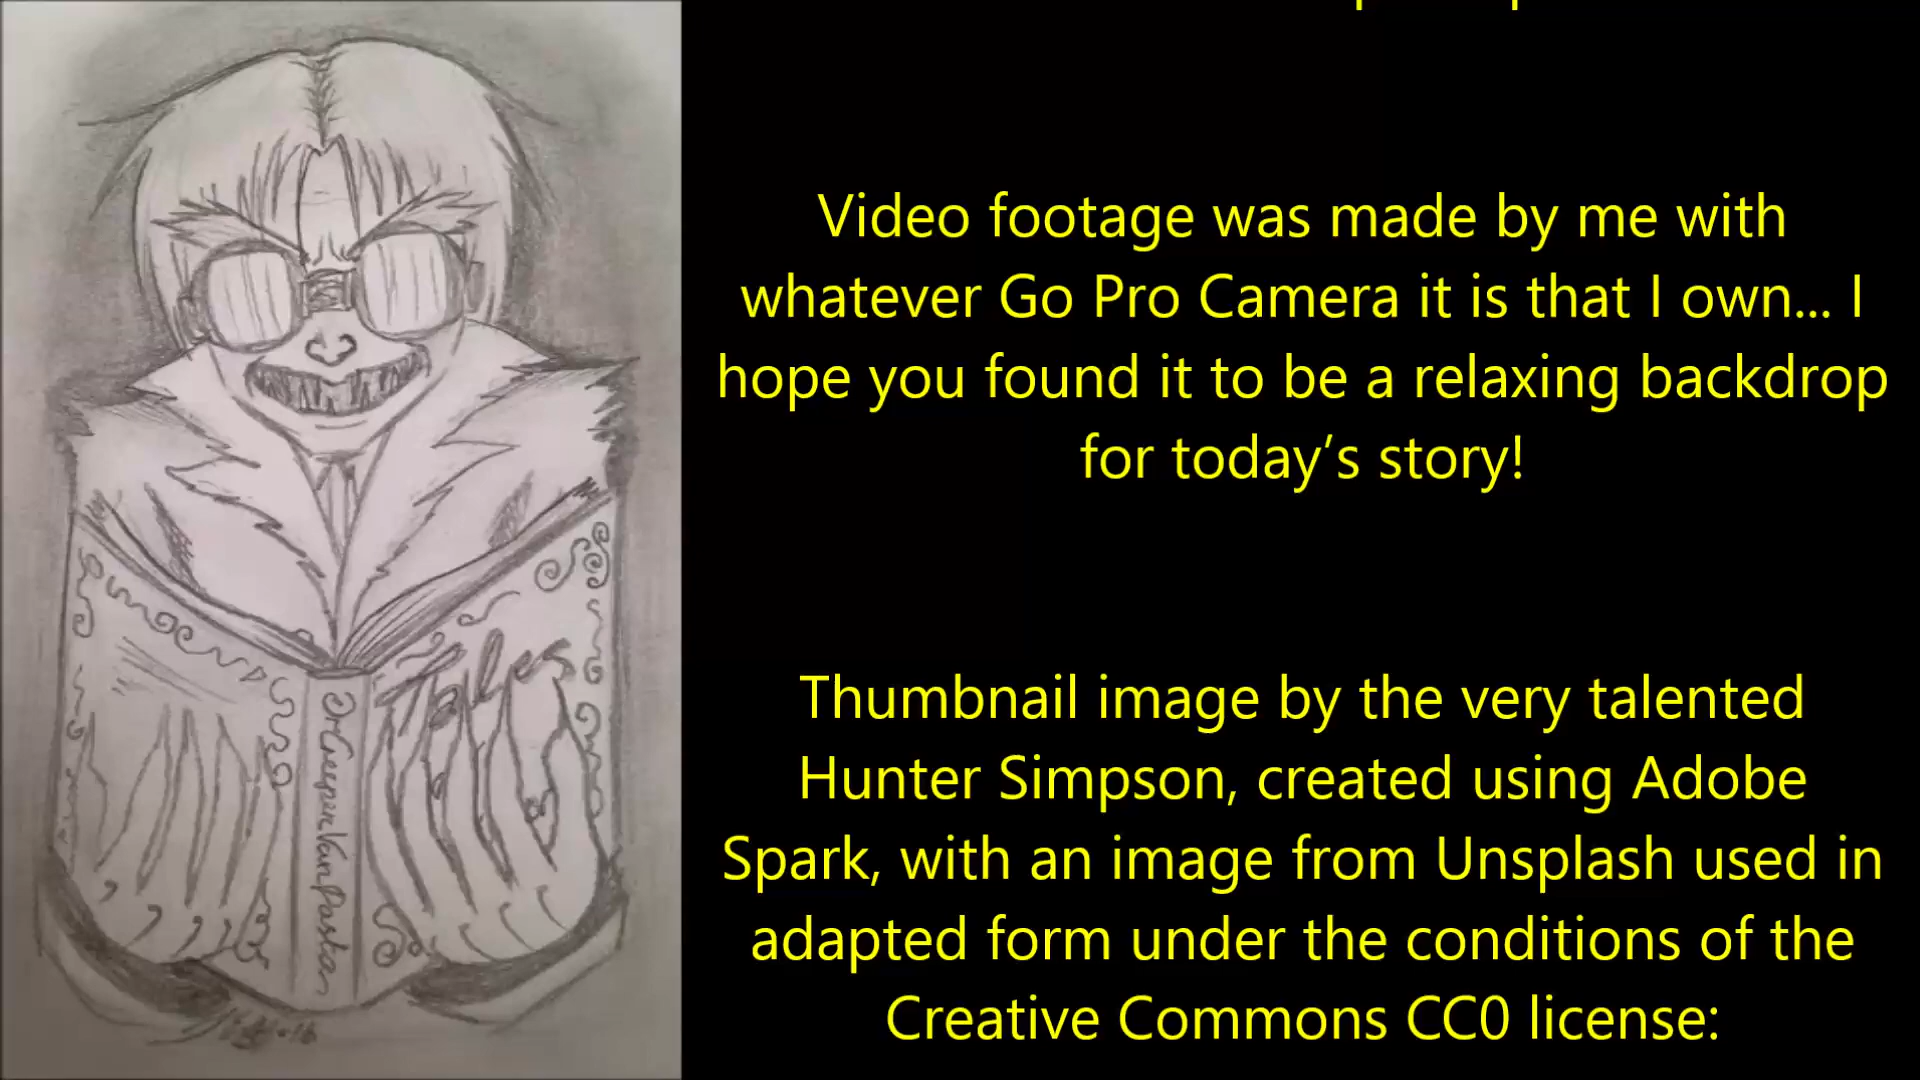 Video footage was made by me with
whatever Go Pro Camera it is that I own... I
hope you found it to be a relaxing backdrop
for today’s story!
Thumbnail image by the very talented
Hunter Simpson, created using Adobe
Spark, with an image from Unsplash used in
adapted form under the conditions of the
Creative Commons CC0 license:
Tales
DrCreepenVanPasta